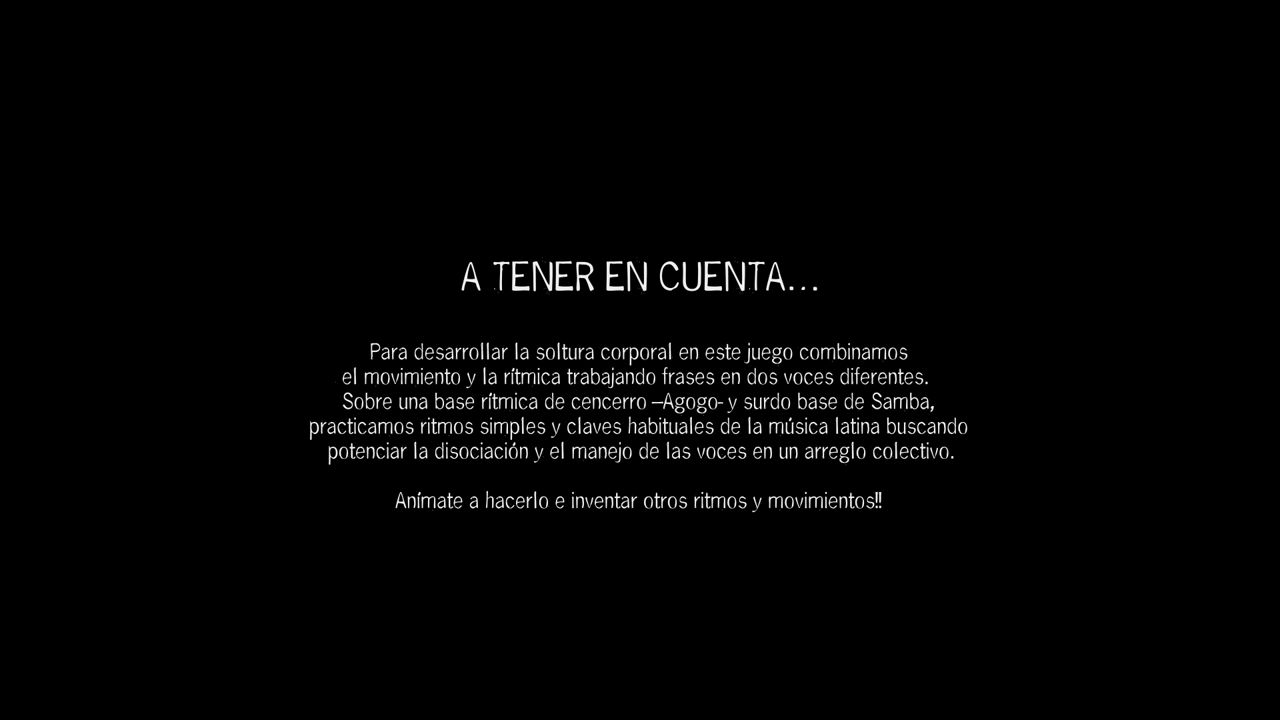 A TENER EN CUENTA...
Para desarrollar la soltura corporal en este juego combinamos
el movimiento y la rítmica trabajando frases en dos voces diferentes.
Sobre una base rítmica de cencerro –Agogo- y surdo base de Samba,
practicamos ritmos simples y claves habituales de la música latina buscando
potenciar la disociación y el manejo de las voces en un arreglo colectivo.
Anímate a hacerlo e inventar otros ritmos y movimientos!!